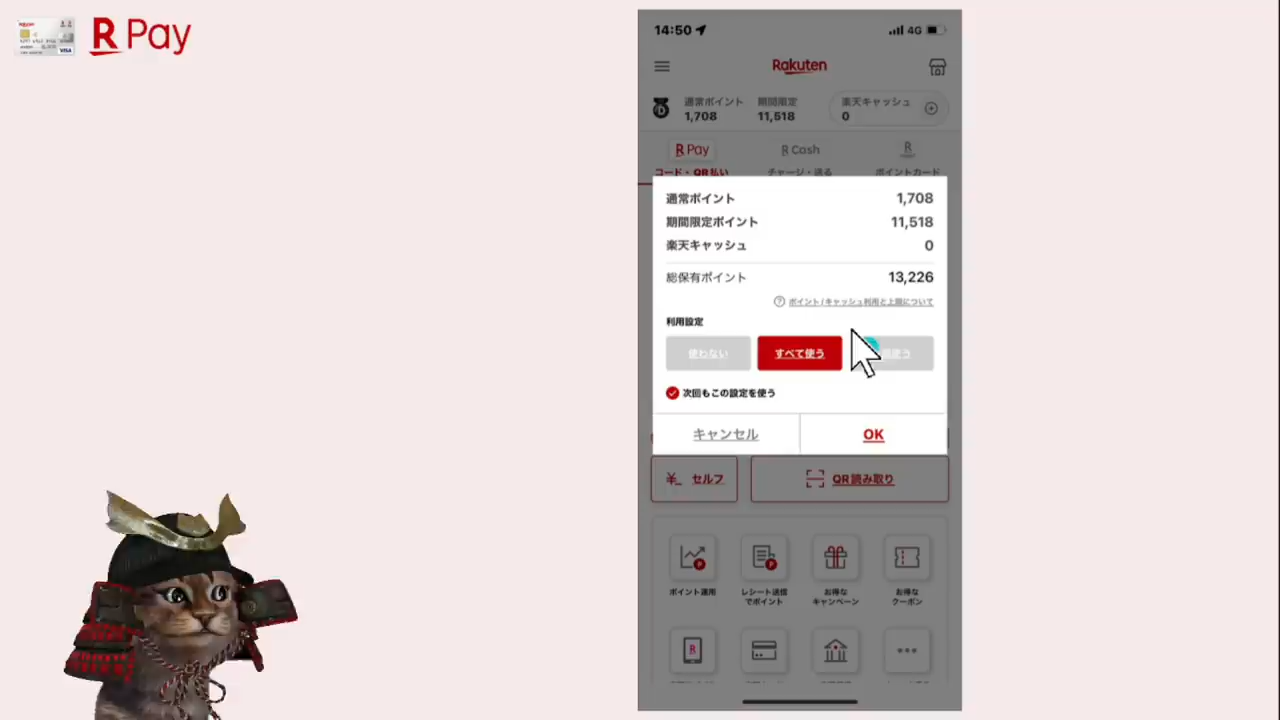 R Pay
VISA
14:50
4G
Rakuten
通常ポイント 期間限定 楽天キャッシュ
1,708 11,518 0
R Pay R Cash R
コード・QR払い チャージ・送る ポイントカード
通常ポイント 1,708
期間限定ポイント 11,518
楽天キャッシュ 0
総保有ポイント 13,226
ポイント/キャッシュ利用と上限について
利用設定
使わない すべて使う 使う
次回もこの設定を使う
キャンセル OK
セルフ QR読み取り
ポイント運用 レシート送信でポイント お得なキャンペーン お得なクーポン